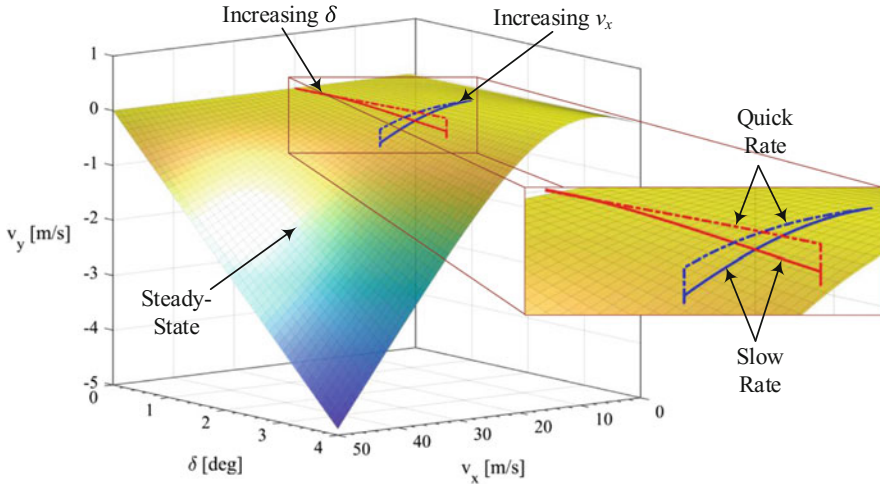 Increasing δ
Increasing v_x
1
0
-1
-2
-3
-4
-5
v_y [m/s]
Quick
Rate
Steady-
State
Slow
Rate
0
1
2
3
4
δ [deg]
50
40
30
20
10
0
v_x [m/s]